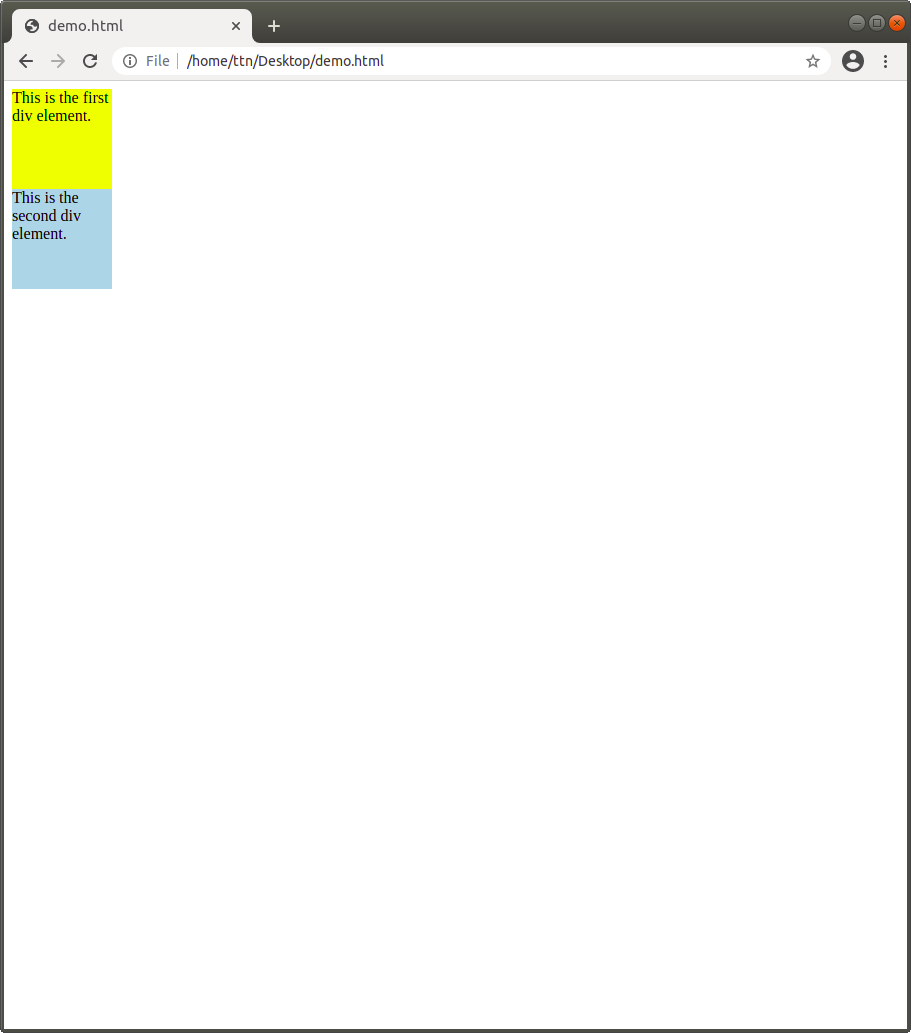 demo.html
File
/home/ttn/Desktop/demo.html
This is the first
div element.
This is the
second div
element.